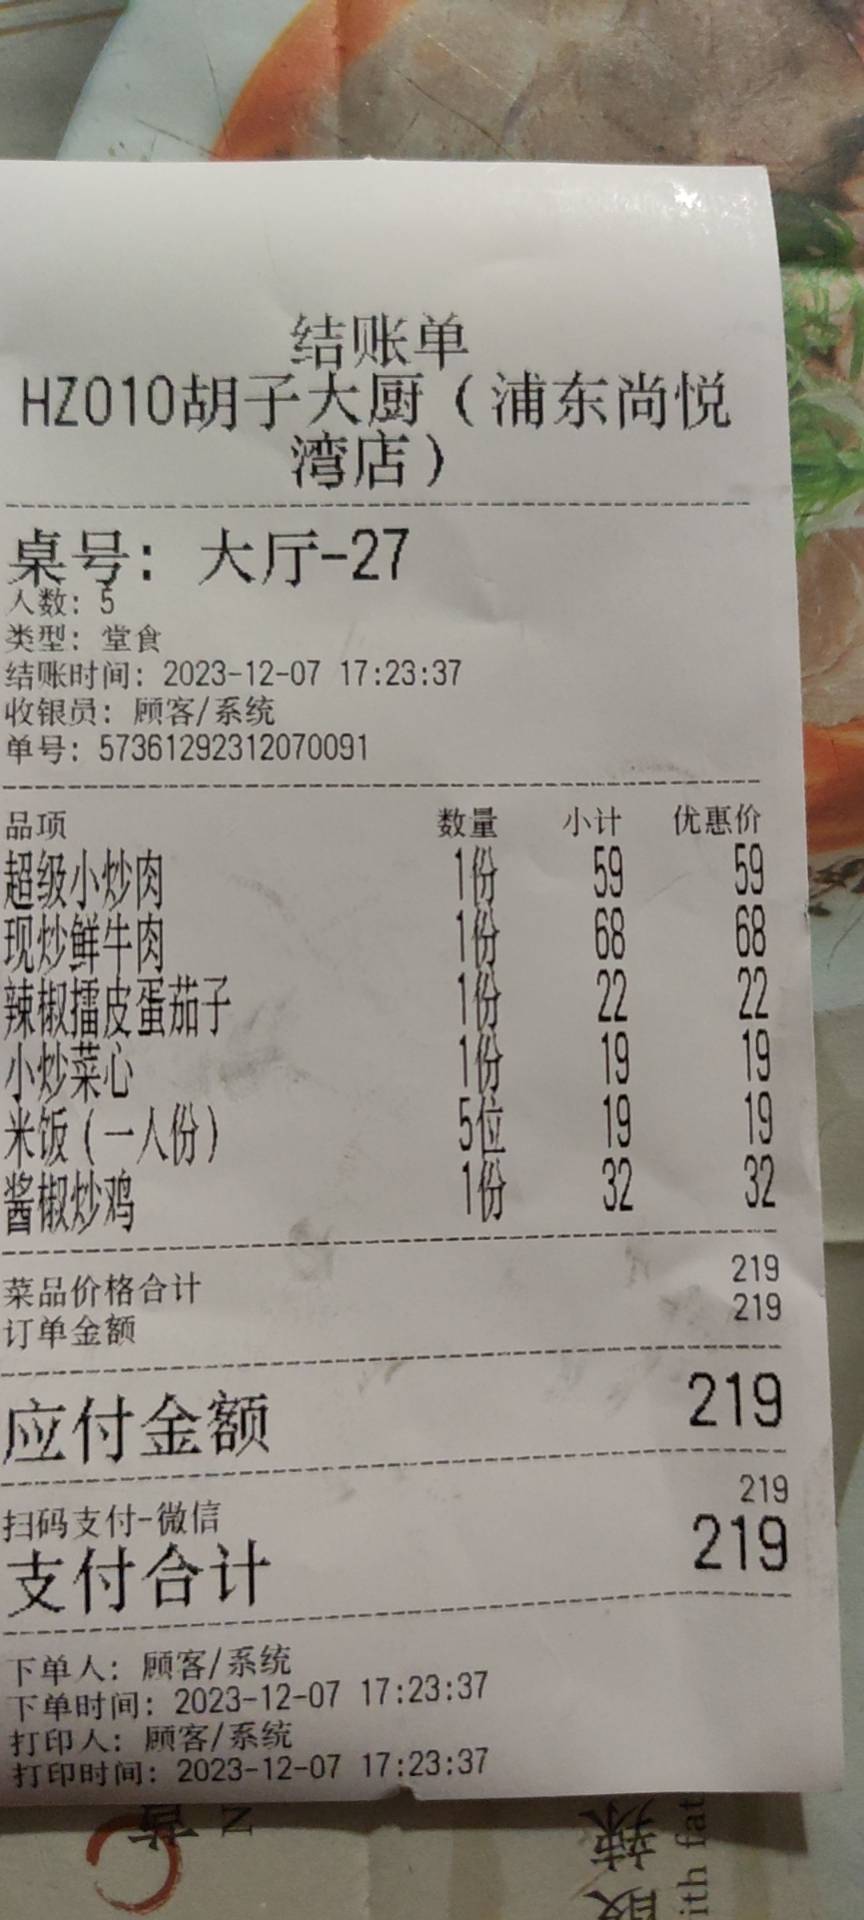 结账单
HZ010胡子大厨（浦东尚悦
湾店）
桌号: 大厅-27
人数: 5
类型: 堂食
结账时间: 2023-12-07 17:23:37
收银员: 顾客/系统
单号: 57361292312070091
品项 数量 小计 优惠价
超级小炒肉 1份 59 59
现炒鲜牛肉 1份 68 68
辣椒擂皮蛋茄子 1份 22 22
小炒菜心 1份 19 19
米饭（一人份） 5位 19 19
酱椒炒鸡 1份 32 32
菜品价格合计 219
订单金额 219
应付金额 219
扫码支付-微信 219
支付合计 219
下单人: 顾客/系统
下单时间: 2023-12-07 17:23:37
打印人: 顾客/系统
打印时间: 2023-12-07 17:23:37
ith fat